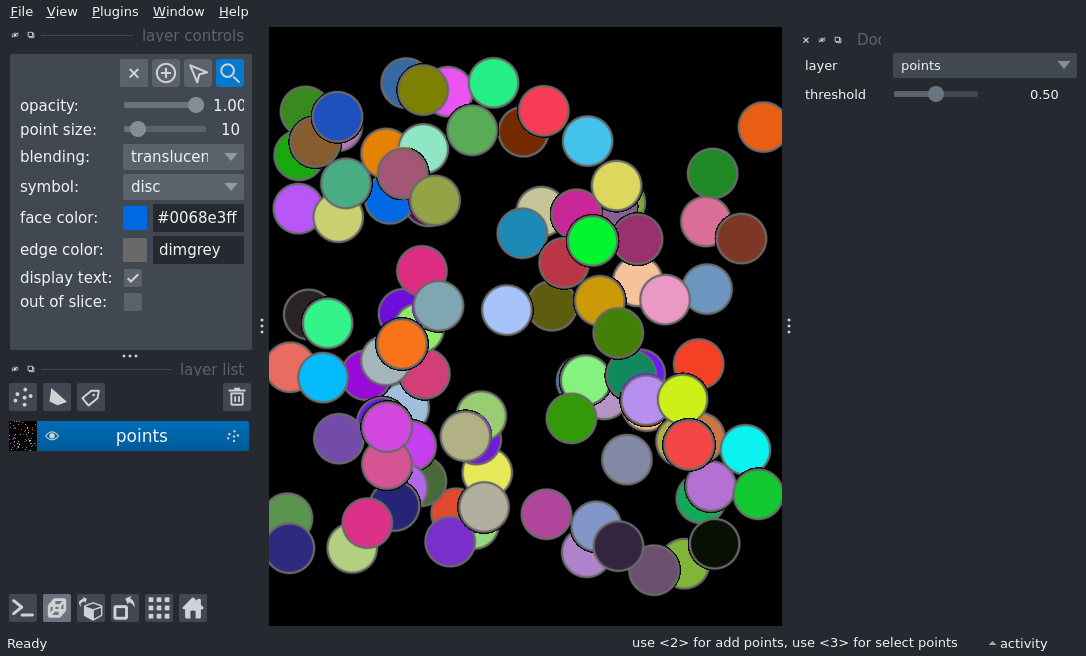 File View Plugins Window Help
layer controls
opacity: 1.00
point size: 10
blending: translucen
symbol: disc
face color: #0068e3ff
edge color: dimgrey
display text:
out of slice:
layer list
points
layer points
threshold 0.50
Ready
use <2> for add points, use <3> for select points
activity